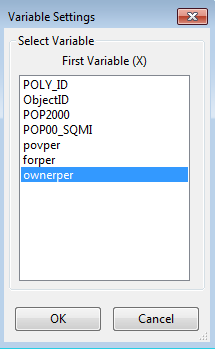 Variable Settings
Select Variable
First Variable (X)
POLY_ID
ObjectID
POP2000
POP00_SQMI
povper
forper
ownerper
OK
Cancel